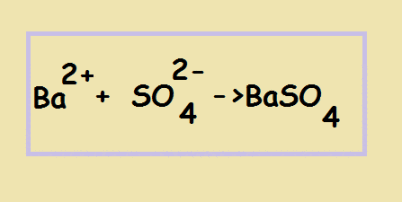 Ba²⁺ + SO₄²⁻ ->BaSO₄